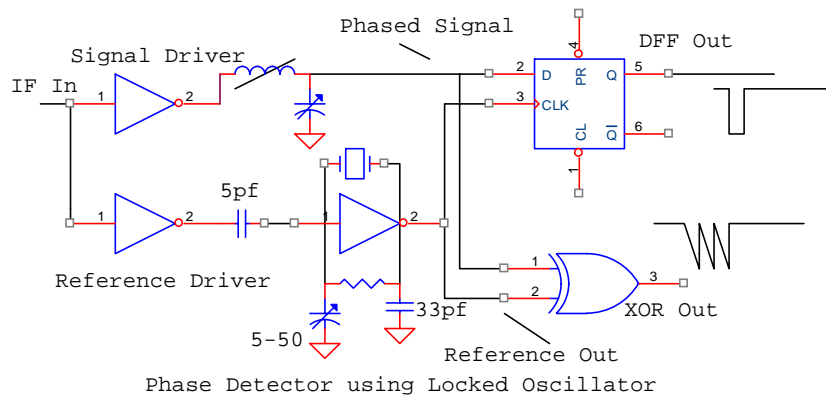 Phased Signal
Signal Driver
DFF Out
IF In
4
2 D PR Q 5
1 2
3 CLK
CL QI 6
1
5pf
1 2
1 2
Reference Driver
1
2
3
33pf
XOR Out
5-50
Reference Out
Phase Detector using Locked Oscillator